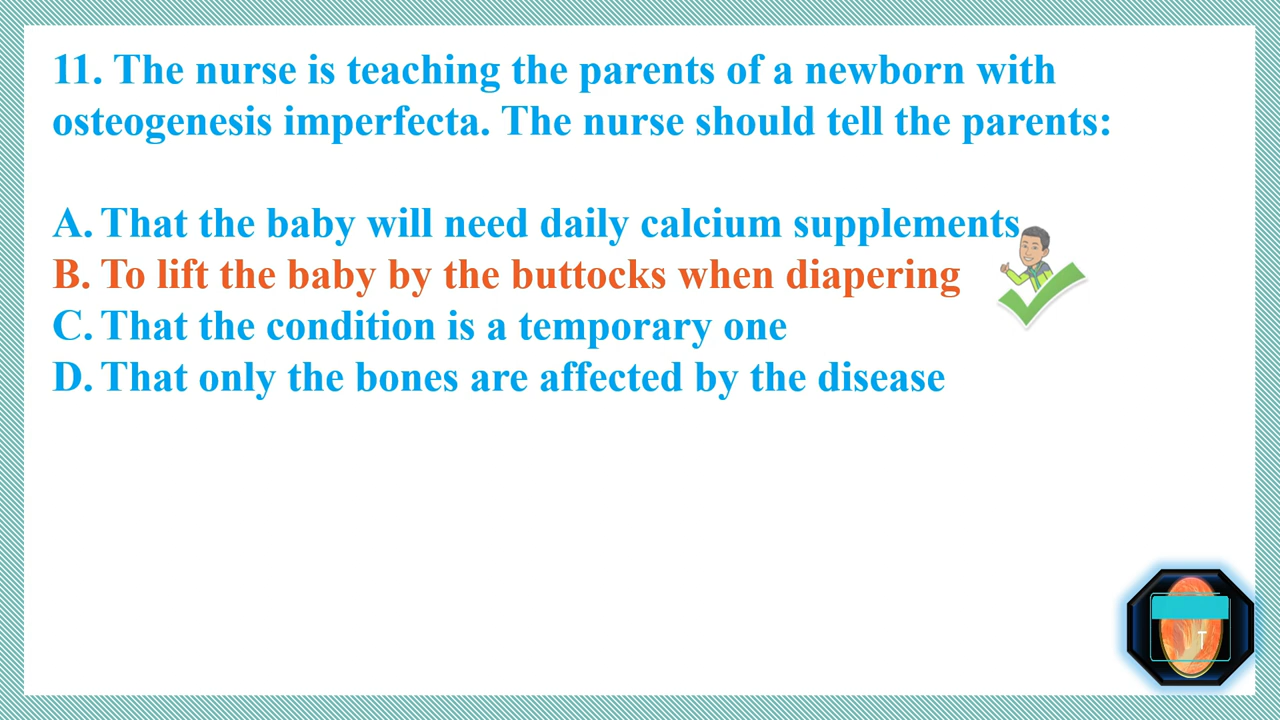 11. The nurse is teaching the parents of a newborn with
osteogenesis imperfecta. The nurse should tell the parents:
A. That the baby will need daily calcium supplements
B. To lift the baby by the buttocks when diapering
C. That the condition is a temporary one
D. That only the bones are affected by the disease
T